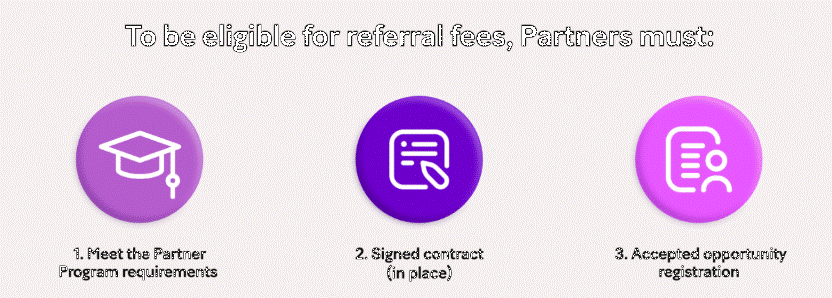 To be eligible for referral fees, Partners must:
1. Meet the Partner
Program requirements
2. Signed contract
(in place)
3. Accepted opportunity
registration